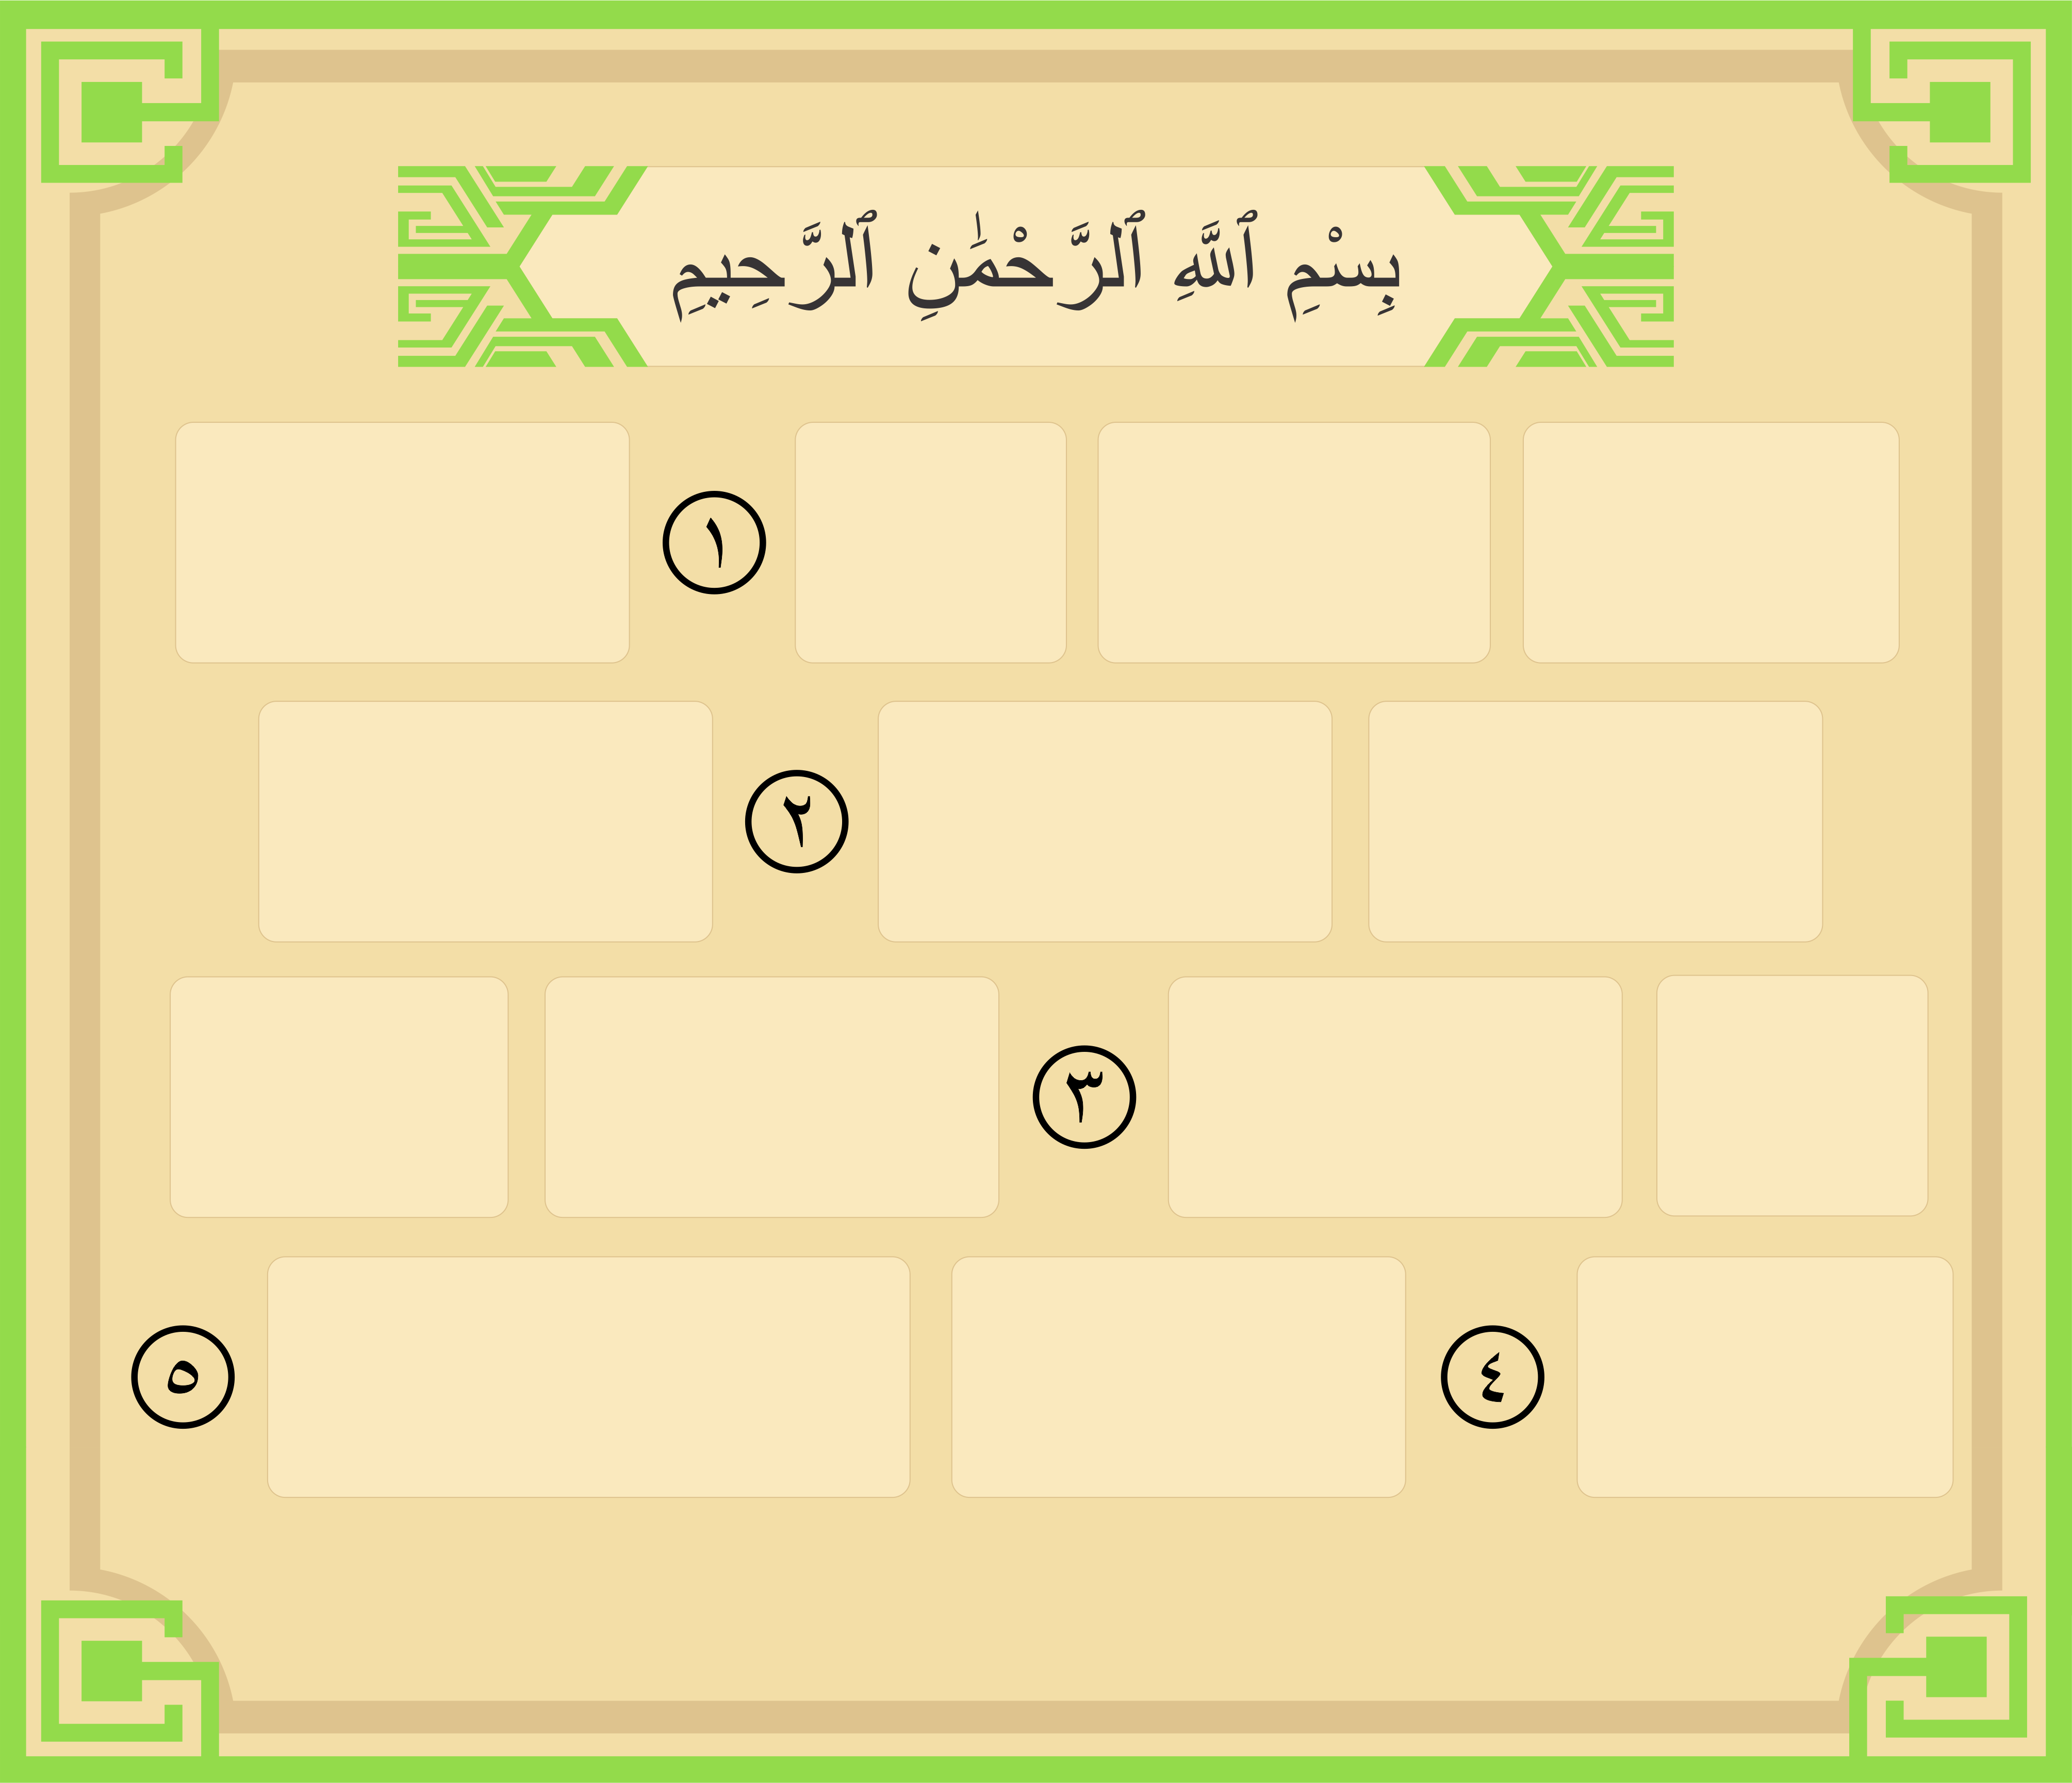 بِسْمِ ٱللَّهِ ٱلرَّحْمَٰنِ ٱلرَّحِيمِ
١
٢
٣
٤ ٥